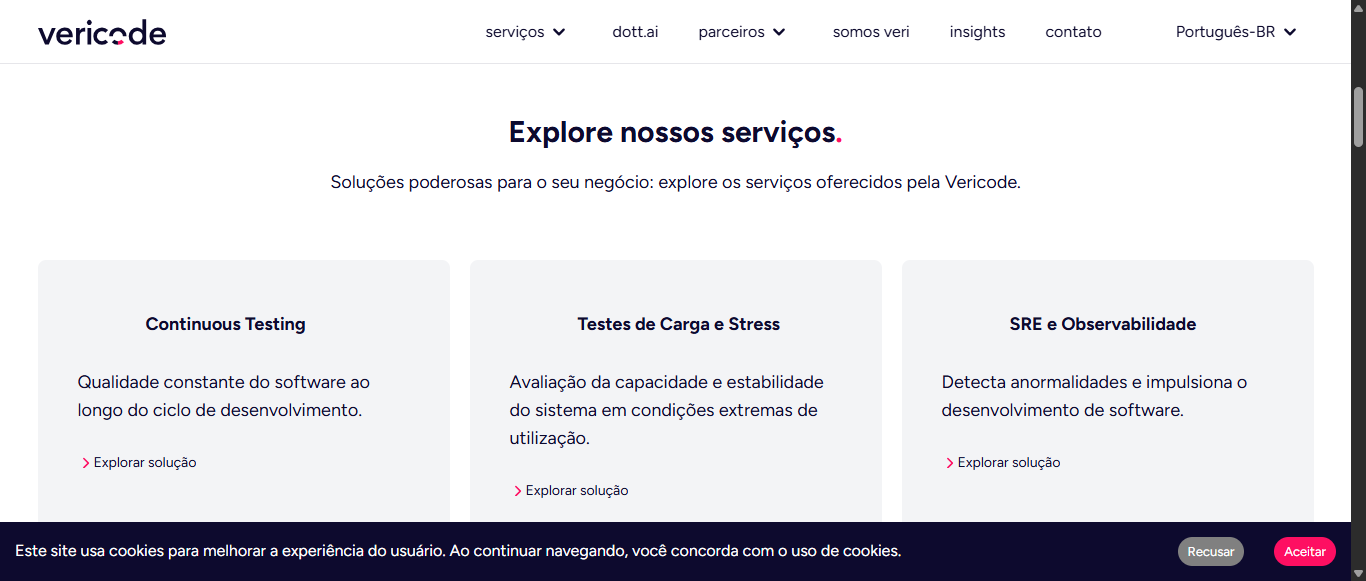 vericode
serviços
dott.ai
parceiros
somos veri
insights
contato
Português-BR
Explore nossos serviços.
Soluções poderosas para o seu negócio: explore os serviços oferecidos pela Vericode.
Continuous Testing
Qualidade constante do software ao
longo do ciclo de desenvolvimento.
Explorar solução
Testes de Carga e Stress
Avaliação da capacidade e estabilidade
do sistema em condições extremas de
utilização.
Explorar solução
SRE e Observabilidade
Detecta anormalidades e impulsiona o
desenvolvimento de software.
Explorar solução
Este site usa cookies para melhorar a experiência do usuário. Ao continuar navegando, você concorda com o uso de cookies.
Recusar
Aceitar